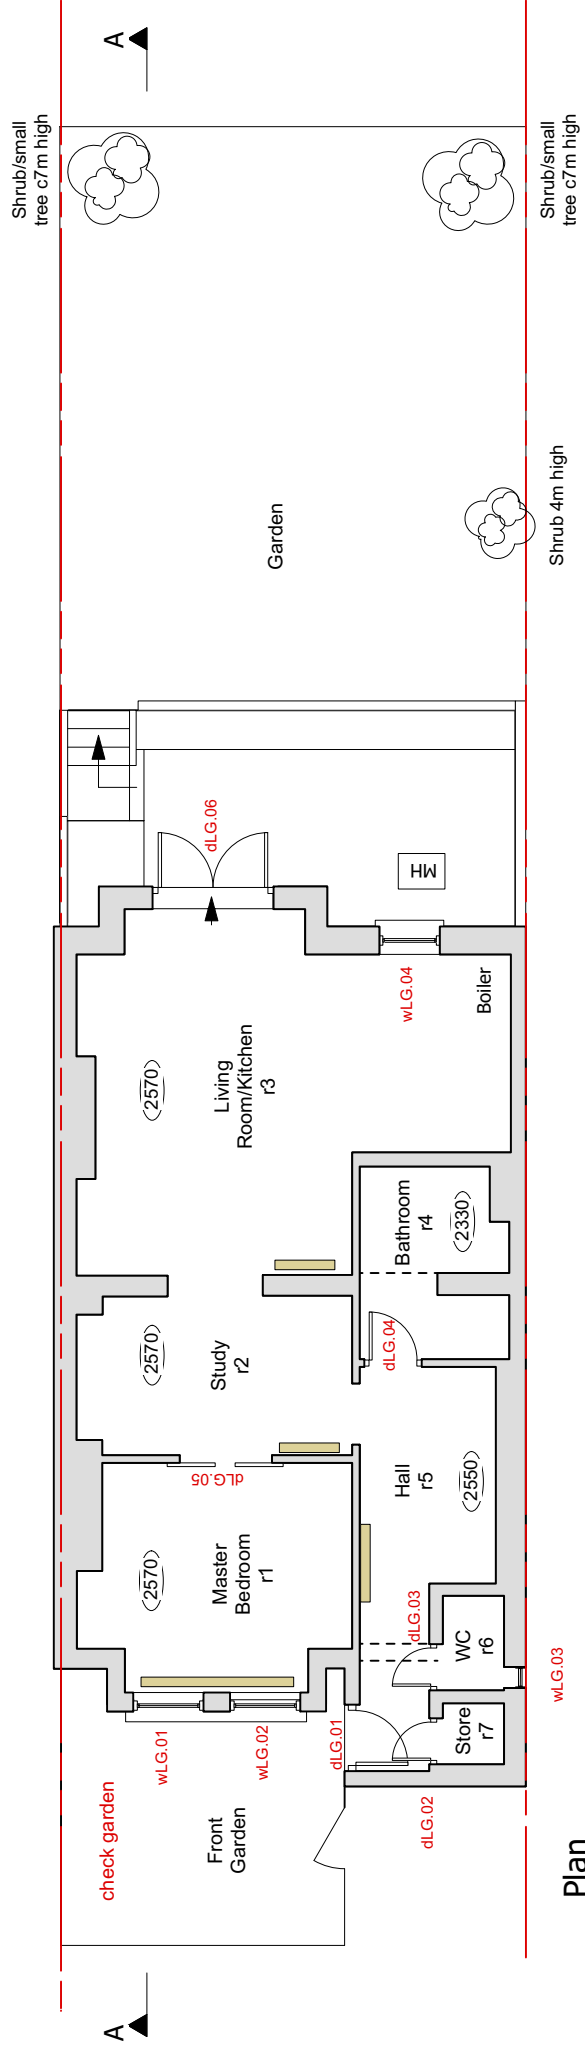 A
Shrub/small
tree c7m high
Shrub/small
tree c7m high
Shrub 4m high
Garden
dLG.06
MH
wLG.04
Boiler
2570
Living
Room/Kitchen
r3
Bathroom
r4
2330
2570
Study
r2
dLG.04
dLG.05
Hall
r5
2550
2570
Master
Bedroom
r1
dLG.03
WC
r6
wLG.03
Store
r7
wLG.01
wLG.02
dLG.01
dLG.02
check garden
Front
Garden
A
Plan